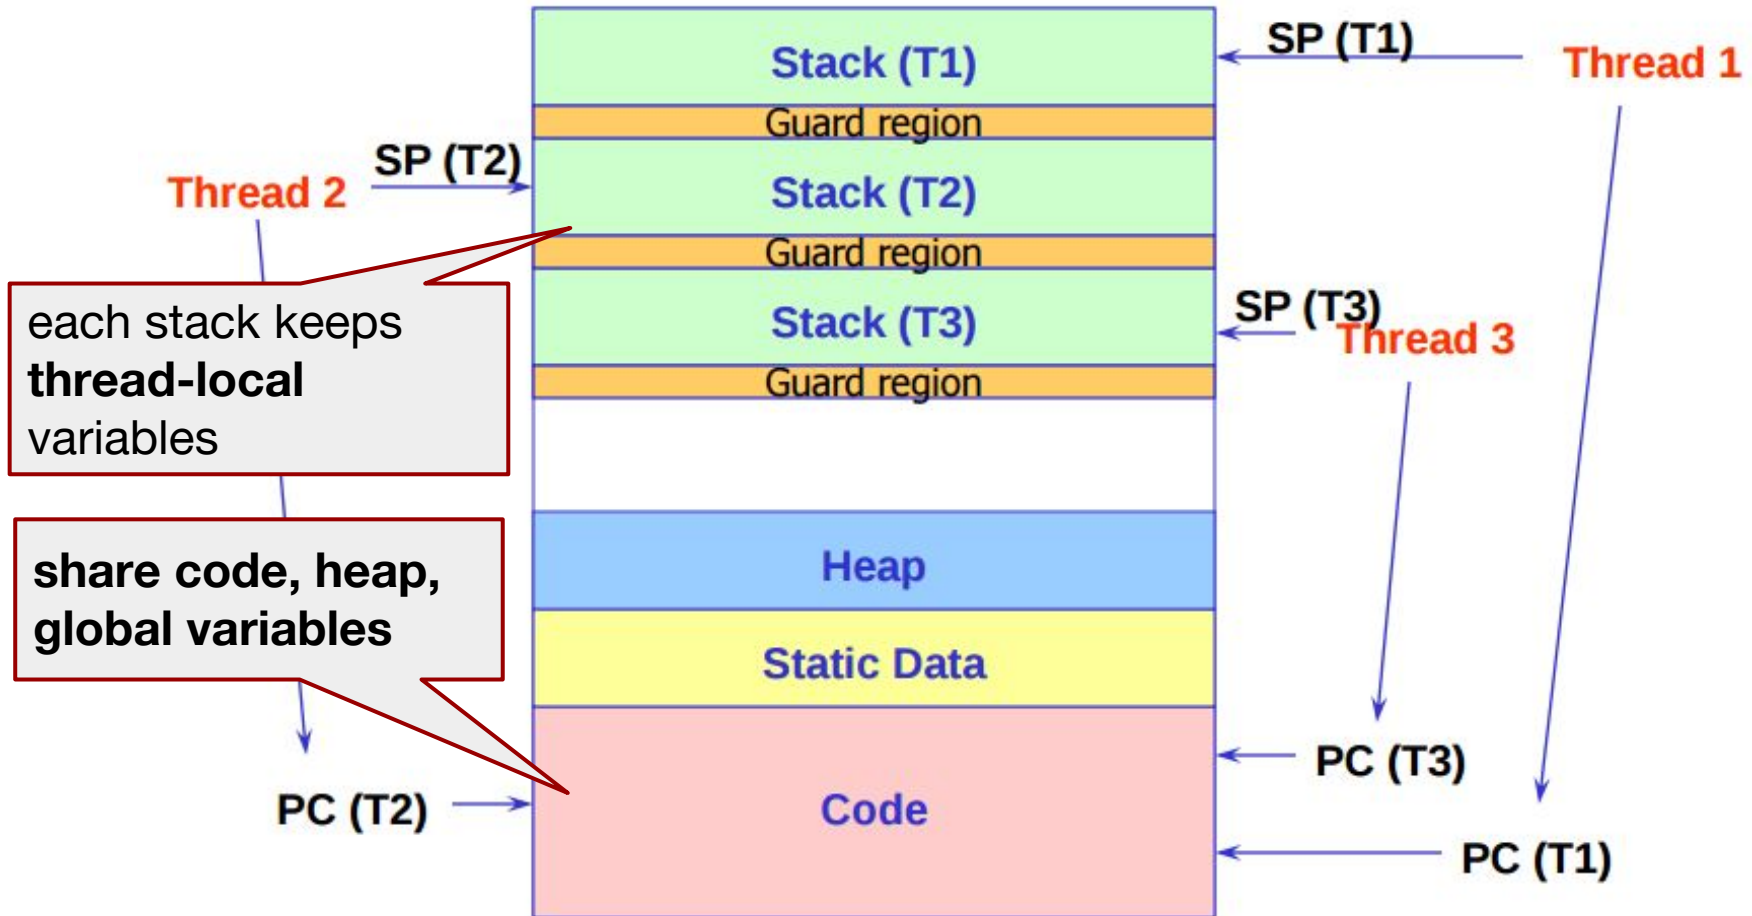 Stack (T1)
SP (T1)
Thread 1
Guard region
SP (T2)
Thread 2
Stack (T2)
Guard region
each stack keeps
thread-local
variables
Stack (T3)
SP (T3)
Thread 3
Guard region
share code, heap,
global variables
Heap
Static Data
PC (T3)
PC (T2)
Code
PC (T1)